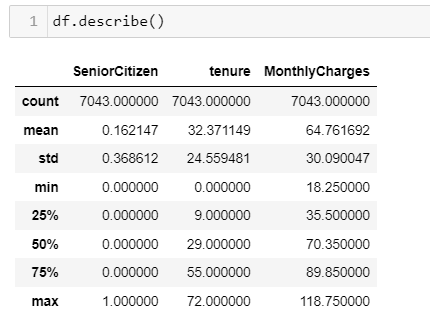 1 df.describe()
SeniorCitizen tenure MonthlyCharges
count 7043.000000 7043.000000 7043.000000
mean 0.162147 32.371149 64.761692
std 0.368612 24.559481 30.090047
min 0.000000 0.000000 18.250000
25% 0.000000 9.000000 35.500000
50% 0.000000 29.000000 70.350000
75% 0.000000 55.000000 89.850000
max 1.000000 72.000000 118.750000